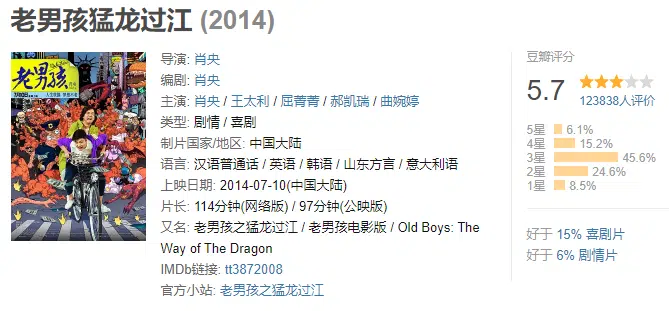 老男孩猛龙过江 (2014)
老男孩
导演: 肖央
编剧: 肖央
主演: 肖央 / 王太利 / 屈菁菁 / 郝凯瑞 / 曲婉婷
类型: 剧情 / 喜剧
制片国家/地区: 中国大陆
语言: 汉语普通话 / 英语 / 韩语 / 山东方言 / 意大利语
上映日期: 2014-07-10(中国大陆)
片长: 114分钟(网络版) / 97分钟(公映版)
又名: 老男孩之猛龙过江 / 老男孩电影版 / Old Boys: The
Way of The Dragon
IMDb链接: tt3872008
官方小站: 老男孩之猛龙过江
豆瓣评分
5.7
123838人评价
5星 6.1%
4星 15.2%
3星 45.6%
2星 24.6%
1星 8.5%
好于 15% 喜剧片
好于 6% 剧情片